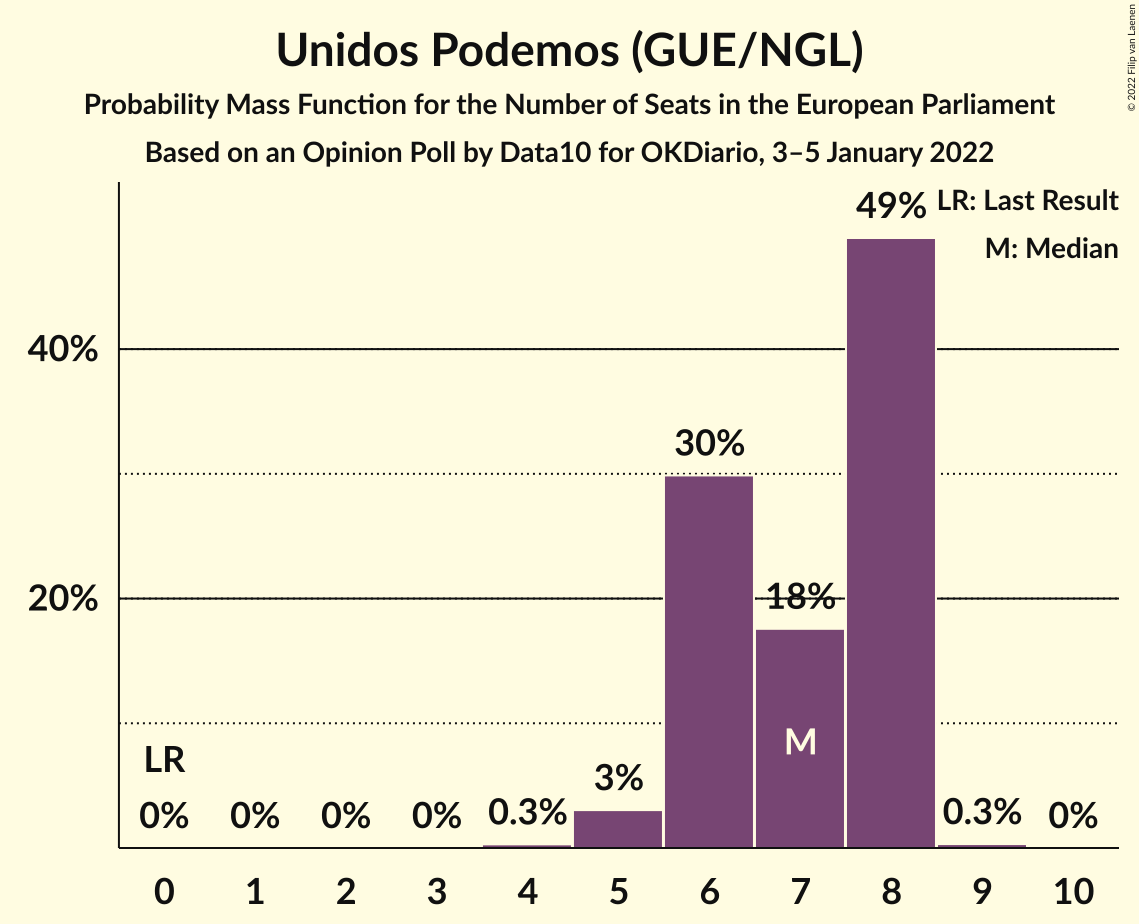 Unidos Podemos (GUE/NGL)
Probability Mass Function for the Number of Seats in the European Parliament
Based on an Opinion Poll by Data10 for OKDiario, 3–5 January 2022
© 2022 Filip van Laenen
LR: Last Result
M: Median
49%
40%
30%
20%
18%
M
LR
3%
0% 0% 0% 0% 0.3% 0.3% 0%
0 1 2 3 4 5 6 7 8 9 10